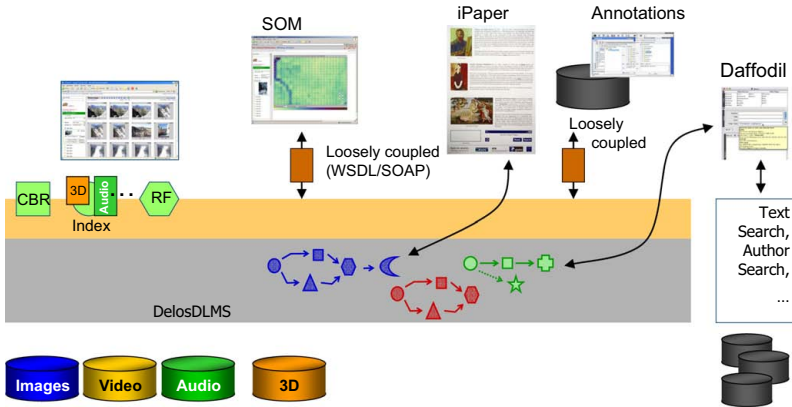 SOM
iPaper
Annotations
Daffodil
Loosely coupled
(WSDL/SOAP)
Loosely
coupled
CBR
3D
Audio
...
RF
Index
Text
Search,
Author
Search,
...
DelosDLMS
Images
Video
Audio
3D